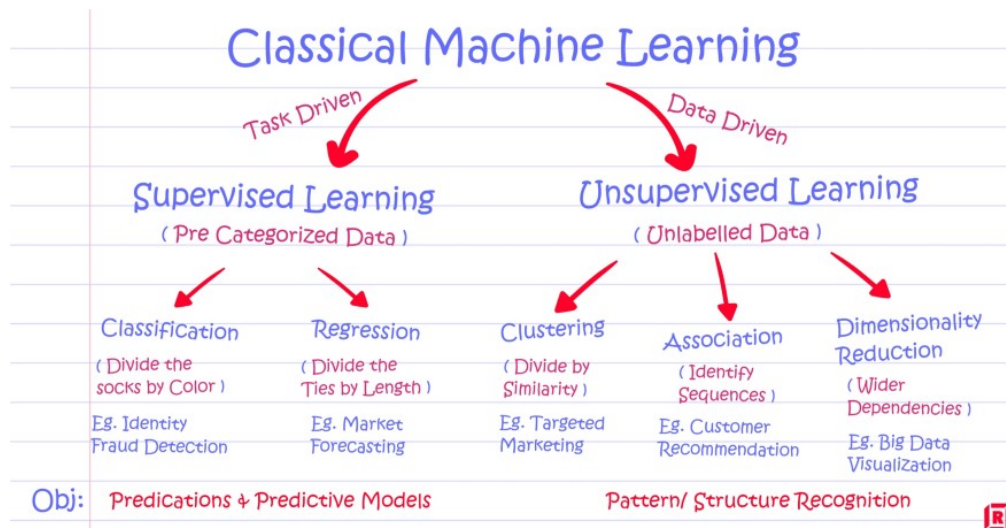 Classical Machine Learning
Task Driven
Data Driven
Supervised Learning
( Pre Categorized Data )
Unsupervised Learning
( Unlabelled Data )
Classification
( Divide the
socks by Color )
Eg. Identity
Fraud Detection
Regression
( Divide the
Ties by Length )
Eg. Market
Forecasting
Clustering
( Divide by
Similarity )
Eg. Targeted
Marketing
Association
( Identify
Sequences )
Eg. Customer
Recommendation
Dimensionality
Reduction
( Wider
Dependencies )
Eg. Big Data
Visualization
Obj: Predications & Predictive Models Pattern/ Structure Recognition
R